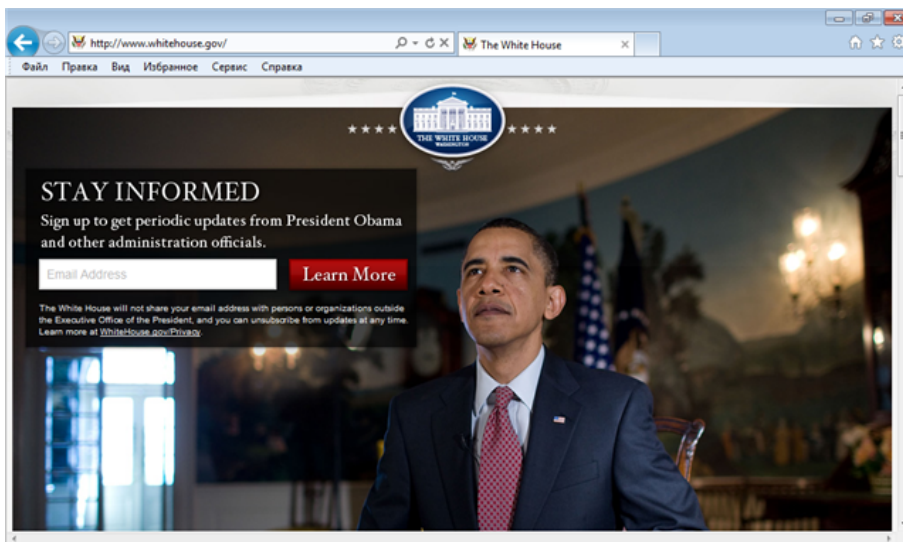 http://www.whitehouse.gov/
The White House
Файл Правка Вид Избранное Сервис Справка
THE WHITE HOUSE
WASHINGTON
STAY INFORMED
Sign up to get periodic updates from President Obama
and other administration officials.
Email Address
Learn More
The White House will not share your email address with persons or organizations outside
the Executive Office of the President, and you can unsubscribe from updates at any time.
Learn more at WhiteHouse.gov/Privacy.